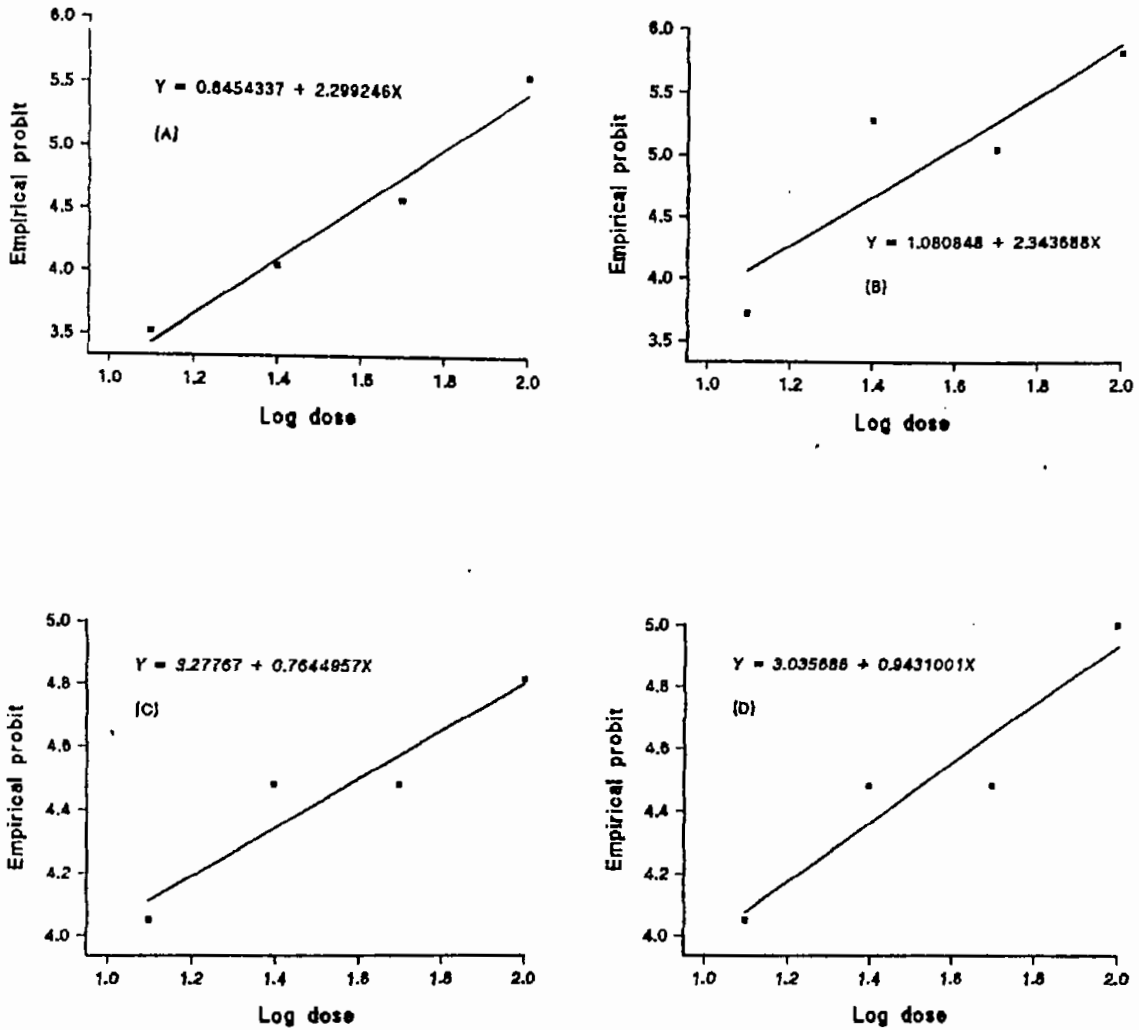 6.0
5.5
5.0
4.5
4.0
3.5
Empirical probit
Y = 0.8454337 + 2.299246X
(A)
1.0 1.2 1.4 1.6 1.8 2.0
Log dose
6.0
5.5
5.0
4.5
4.0
3.5
Empirical probit
Y = 1.080848 + 2.343688X
(B)
1.0 1.2 1.4 1.6 1.8 2.0
Log dose
5.0
4.8
4.6
4.4
4.2
4.0
Empirical probit
Y = 3.27767 + 0.7644957X
(C)
1.0 1.2 1.4 1.6 1.8 2.0
Log dose
5.0
4.8
4.6
4.4
4.2
4.0
Empirical probit
Y = 3.035688 + 0.9431001X
(D)
1.0 1.2 1.4 1.6 1.8 2.0
Log dose